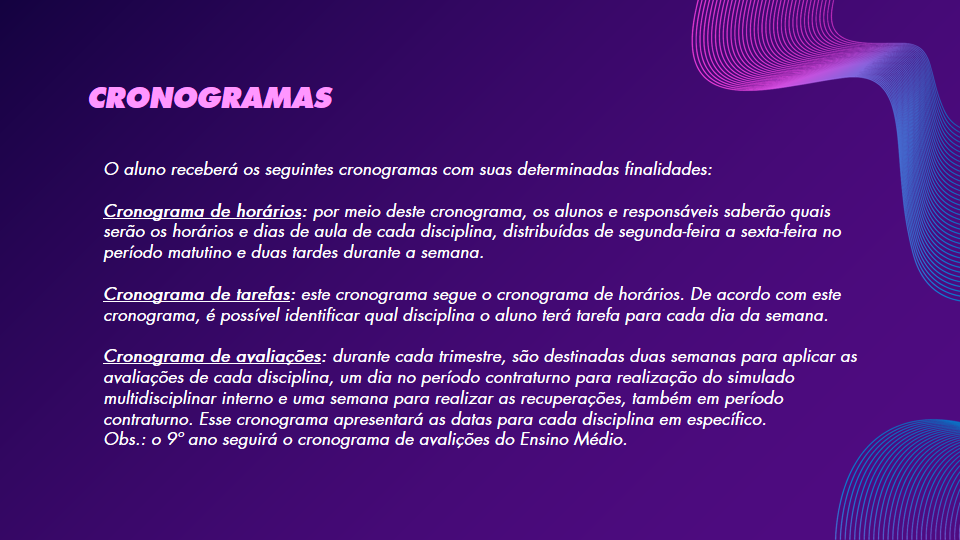 CRONOGRAMAS
O aluno receberá os seguintes cronogramas com suas determinadas finalidades:
Cronograma de horários: por meio deste cronograma, os alunos e responsáveis saberão quais
serão os horários e dias de aula de cada disciplina, distribuídas de segunda-feira a sexta-feira no
período matutino e duas tardes durante a semana.
Cronograma de tarefas: este cronograma segue o cronograma de horários. De acordo com este
cronograma, é possível identificar qual disciplina o aluno terá tarefa para cada dia da semana.
Cronograma de avaliações: durante cada trimestre, são destinadas duas semanas para aplicar as
avaliações de cada disciplina, um dia no período contraturno para realização do simulado
multidisciplinar interno e uma semana para realizar as recuperações, também em período
contraturno. Esse cronograma apresentará as datas para cada disciplina em específico.
Obs.: o 9º ano seguirá o cronograma de avalições do Ensino Médio.